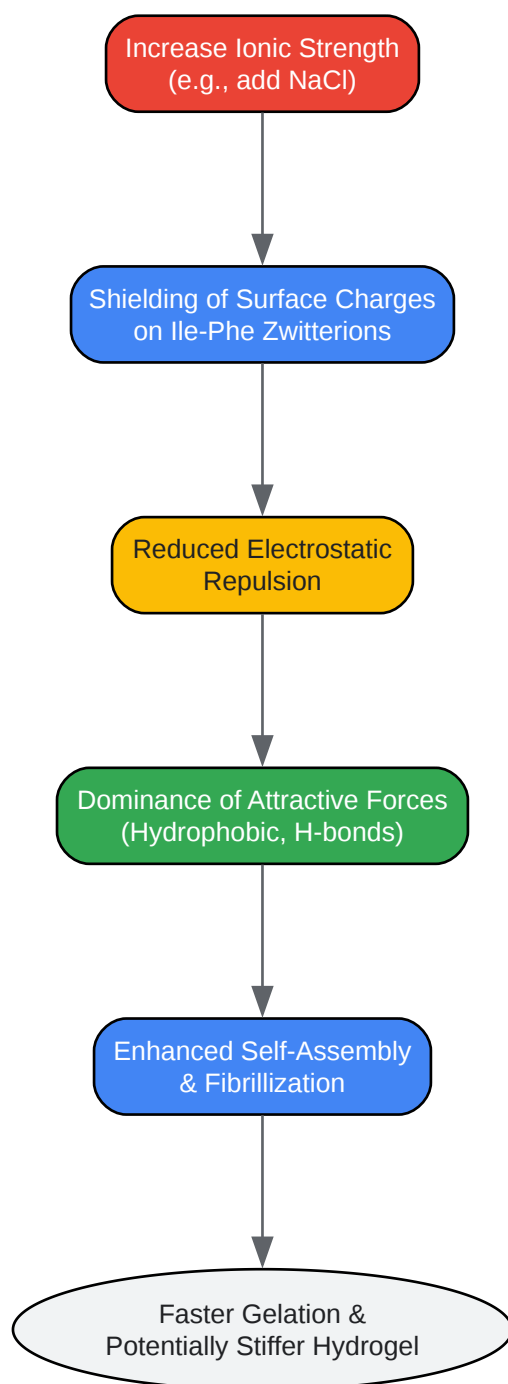 Increase Ionic Strength
(e.g., add NaCl)
Shielding of Surface Charges
on Ile-Phe Zwitterions
Reduced Electrostatic
Repulsion
Dominance of Attractive Forces
(Hydrophobic, H-bonds)
Enhanced Self-Assembly
& Fibrillization
Faster Gelation &
Potentially Stiffer Hydrogel